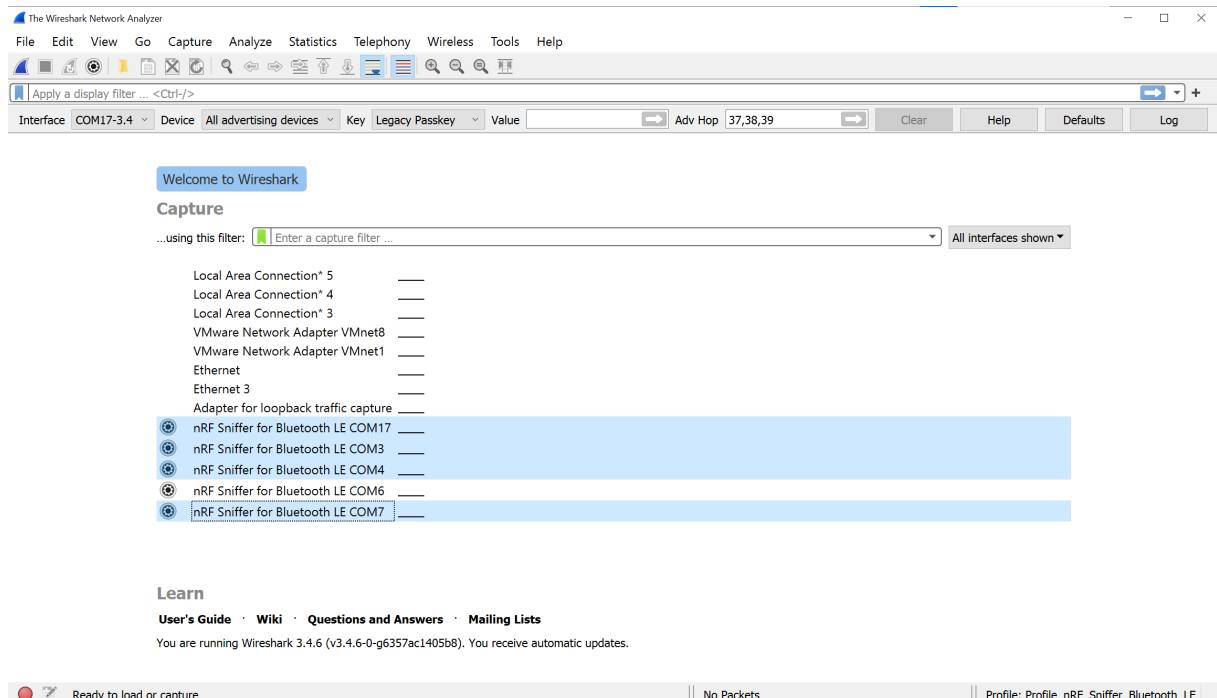 The Wireshark Network Analyzer
File Edit View Go Capture Analyze Statistics Telephony Wireless Tools Help
Apply a display filter ... <Ctrl-/>
Interface COM17-3.4 Device All advertising devices Key Legacy Passkey Value Adv Hop 37,38,39 Clear Help Defaults Log
Welcome to Wireshark
Capture
...using this filter: Enter a capture filter ... All interfaces shown
Local Area Connection* 5
Local Area Connection* 4
Local Area Connection* 3
VMware Network Adapter VMnet8
VMware Network Adapter VMnet1
Ethernet
Ethernet 3
Adapter for loopback traffic capture
nRF Sniffer for Bluetooth LE COM17
nRF Sniffer for Bluetooth LE COM3
nRF Sniffer for Bluetooth LE COM4
nRF Sniffer for Bluetooth LE COM6
nRF Sniffer for Bluetooth LE COM7
Learn
User's Guide · Wiki · Questions and Answers · Mailing Lists
You are running Wireshark 3.4.6 (v3.4.6-0-g6357ac1405b8). You receive automatic updates.
Ready to load or capture No Packets Profile: Profile_nRF_Sniffer_Bluetooth_LE